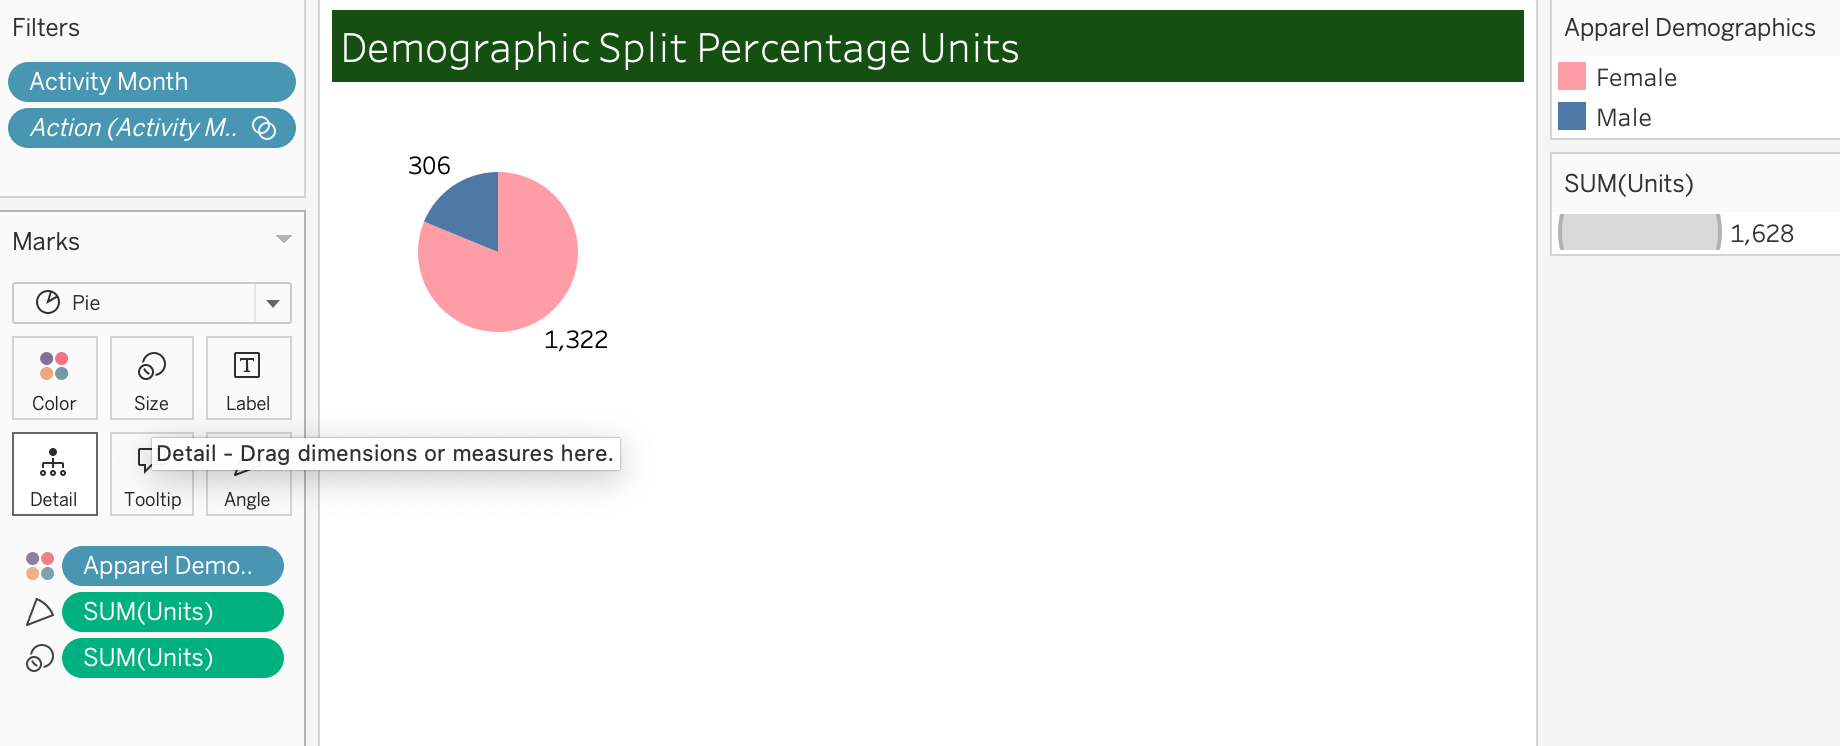 Filters
Activity Month
Action (Activity M..
Marks
Pie
Color
Size
Label
Detail
Tooltip
Angle
Detail - Drag dimensions or measures here.
Apparel Demo..
SUM(Units)
SUM(Units)
Demographic Split Percentage Units
306
1,322
Apparel Demographics
Female
Male
SUM(Units)
1,628